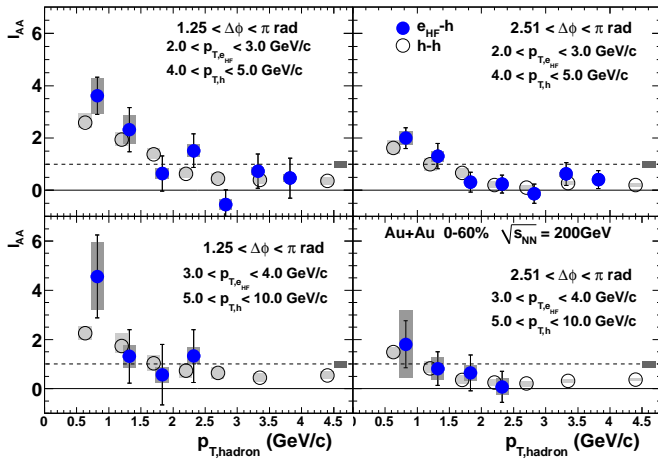 I_AA
6
4
2
0
1.25 < Δϕ < π rad
2.0 < p_T,e_HF < 3.0 GeV/c
4.0 < p_T,h < 5.0 GeV/c
2.51 < Δϕ < π rad
e_HF-h
h-h
2.0 < p_T,e_HF < 3.0 GeV/c
4.0 < p_T,h < 5.0 GeV/c
I_AA
6
4
2
0
1.25 < Δϕ < π rad
3.0 < p_T,e_HF < 4.0 GeV/c
5.0 < p_T,h < 10.0 GeV/c
Au+Au 0-60% √s_NN = 200GeV
2.51 < Δϕ < π rad
3.0 < p_T,e_HF < 4.0 GeV/c
5.0 < p_T,h < 10.0 GeV/c
0 0.5 1 1.5 2 2.5 3 3.5 4 4.5
0.5 1 1.5 2 2.5 3 3.5 4 4.5
p_T,hadron (GeV/c)
p_T,hadron (GeV/c)